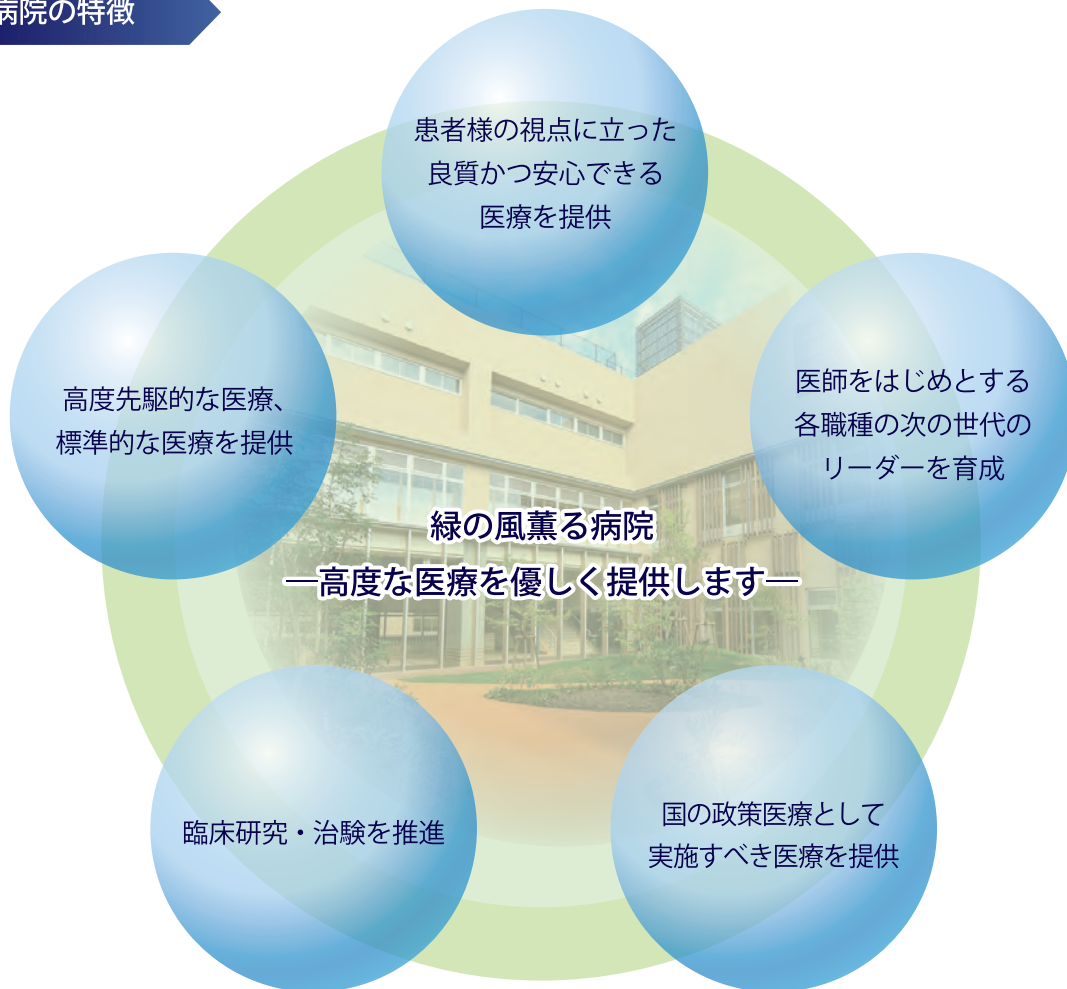 病院の特徴
患者様の視点に立った
良質かつ安心できる
医療を提供
高度先駆的な医療、
標準的な医療を提供
医師をはじめとする
各職種の次の世代の
リーダーを育成
緑の風薫る病院
―高度な医療を優しく提供します―
臨床研究・治験を推進
国の政策医療として
実施すべき医療を提供